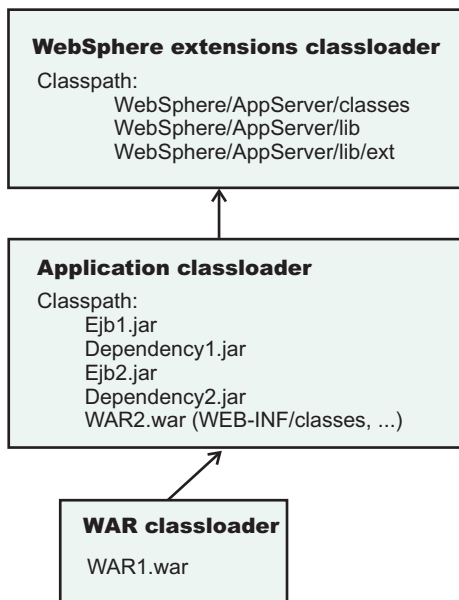 WebSphere extensions classloader
Classpath:
WebSphere/AppServer/classes
WebSphere/AppServer/lib
WebSphere/AppServer/lib/ext
Application classloader
Classpath:
Ejb1.jar
Dependency1.jar
Ejb2.jar
Dependency2.jar
WAR2.war (WEB-INF/classes, ...)
WAR classloader
WAR1.war